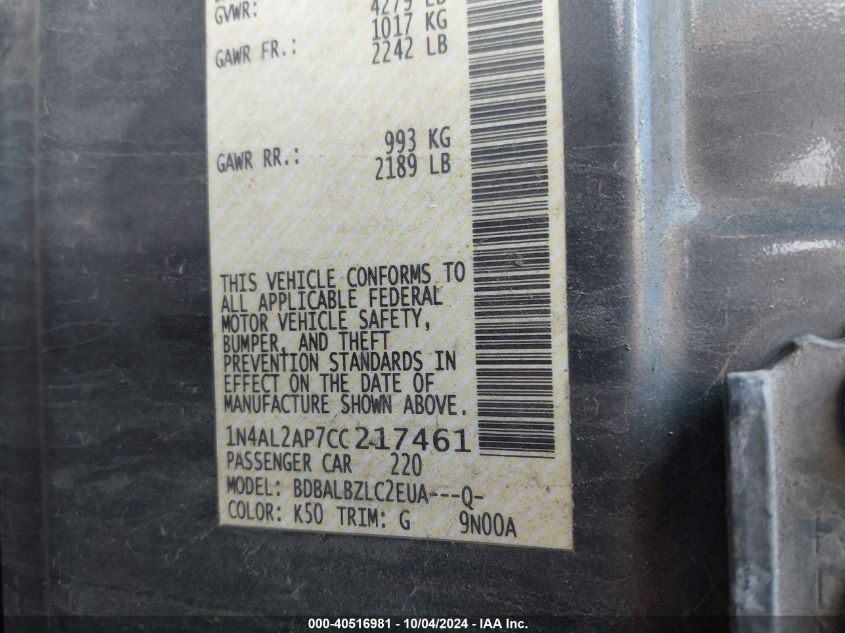 GVWR: 4279 LB
1017 KG
GAWR FR.: 2242 LB
993 KG
GAWR RR.: 2189 LB
THIS VEHICLE CONFORMS TO
ALL APPLICABLE FEDERAL
MOTOR VEHICLE SAFETY,
BUMPER, AND THEFT
PREVENTION STANDARDS IN
EFFECT ON THE DATE OF
MANUFACTURE SHOWN ABOVE.
1N4AL2AP7CC217461
PASSENGER CAR 220
MODEL: BDBALBZLC2EUA---Q-
COLOR: K50 TRIM: G 9N00A
000-40516981 - 10/04/2024 - IAA Inc.